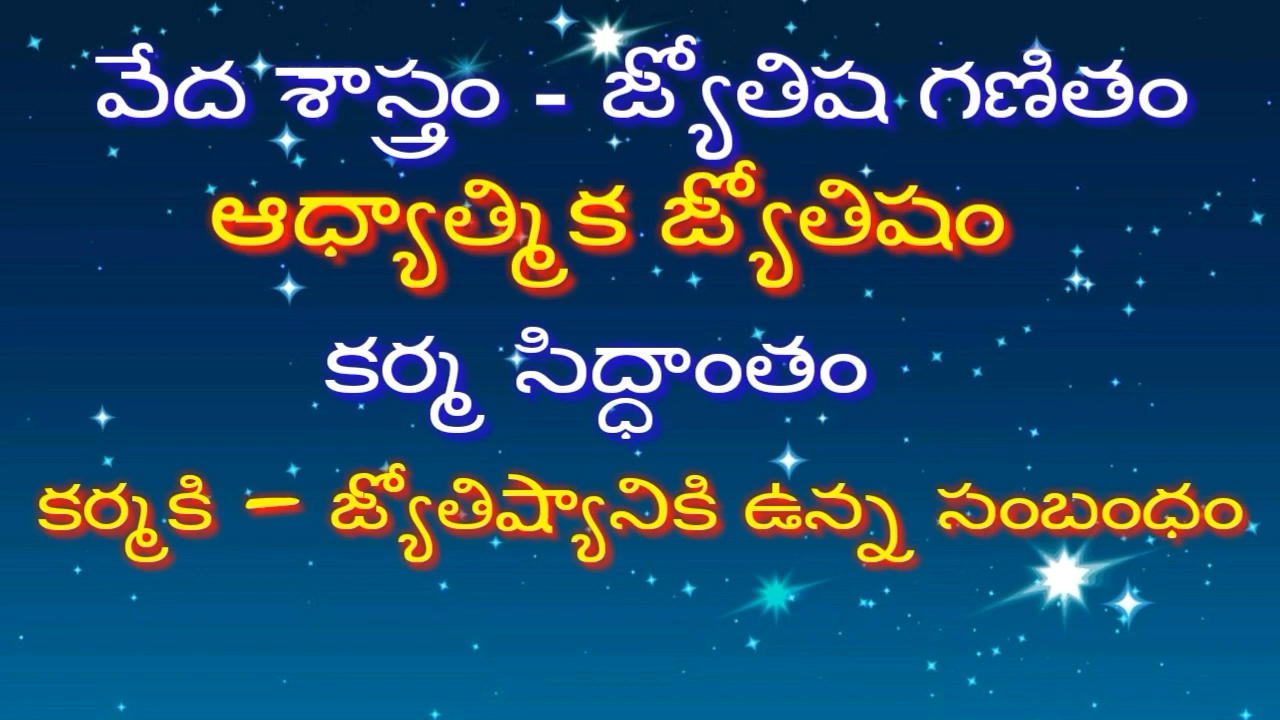 వేద శాస్త్రం - జ్యోతిష గణితం
ఆధ్యాత్మిక జ్యోతిషం
కర్మ సిద్ధాంతం
కర్మకి – జ్యోతిష్యానికి ఉన్న సంబంధం